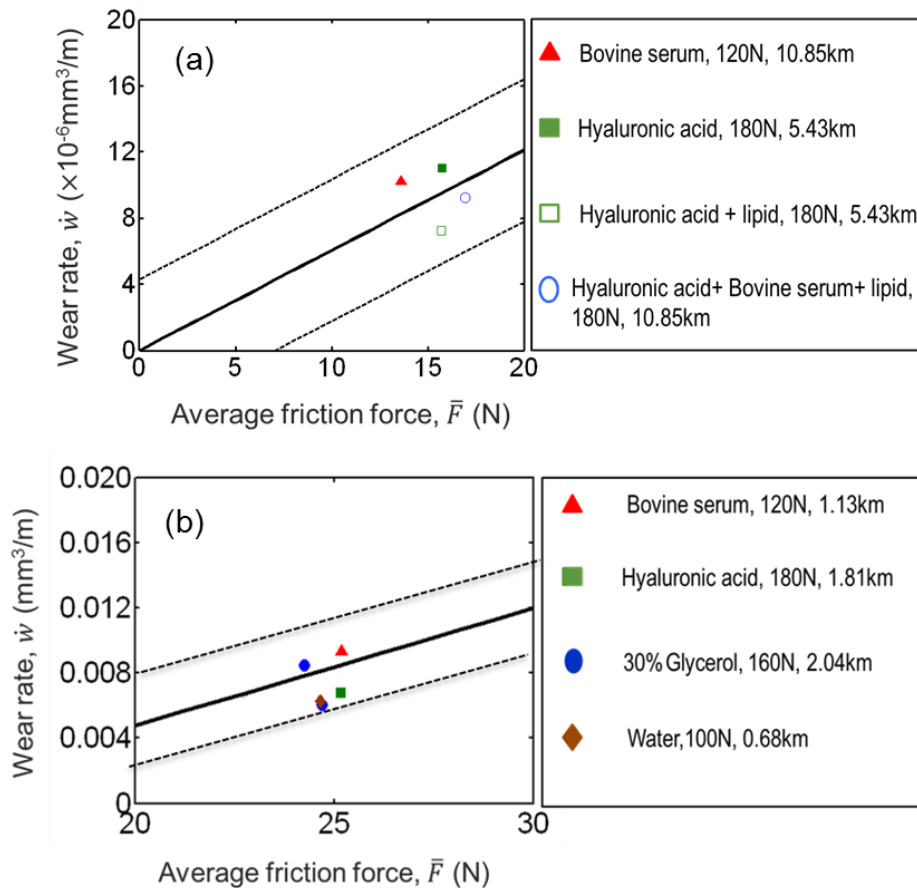 20
16
12
8
4
0
(a)
0
5
10
15
20
Wear rate, ẇ (×10⁻⁶mm³/m)
Average friction force, F̄ (N)
Bovine serum, 120N, 10.85km
Hyaluronic acid, 180N, 5.43km
Hyaluronic acid + lipid, 180N, 5.43km
Hyaluronic acid+ Bovine serum+ lipid,
180N, 10.85km
0.020
0.016
0.012
0.008
0.004
0
(b)
20
25
30
Wear rate, ẇ (mm³/m)
Average friction force, F̄ (N)
Bovine serum, 120N, 1.13km
Hyaluronic acid, 180N, 1.81km
30% Glycerol, 160N, 2.04km
Water,100N, 0.68km